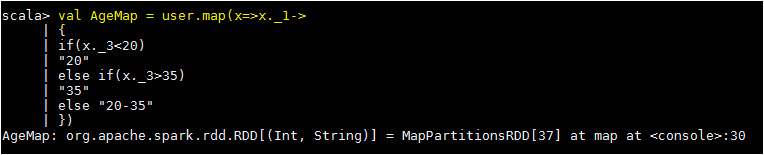 scala> val AgeMap = user.map(x=>x._1->
| {
| if(x._3<20)
| "20"
| else if(x._3>35)
| "35"
| else "20-35"
| })
AgeMap: org.apache.spark.rdd.RDD[(Int, String)] = MapPartitionsRDD[37] at map at <console>:30